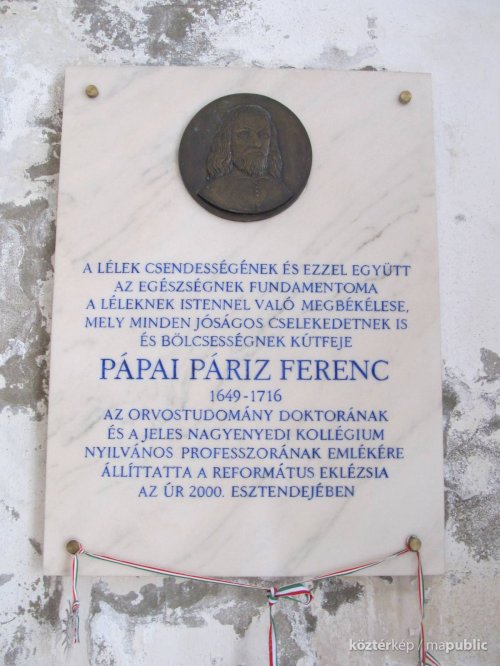 A LÉLEK CSENDESSÉGÉNEK ÉS EZZEL EGYÜTT
AZ EGÉSZSÉGNEK FUNDAMENTOMA
A LÉLEKNEK ISTENNEL VALÓ MEGBÉKÉLÉSE,
MELY MINDEN JÓSÁGOS CSELEKEDETNEK IS
ÉS BÖLCSESSÉGNEK KÚTFEJE
PÁPAI PÁRIZ FERENC
1649-1716
AZ ORVOSTUDOMÁNY DOKTORÁNAK
ÉS A JELES NAGYENYEDI KOLLÉGIUM
NYILVÁNOS PROFESSZORÁNAK EMLÉKÉRE
ÁLLÍTTATTA A REFORMÁTUS EKLÉZSIA
AZ ÚR 2000. ESZTENDEJÉBEN
köztérkép / mapublic